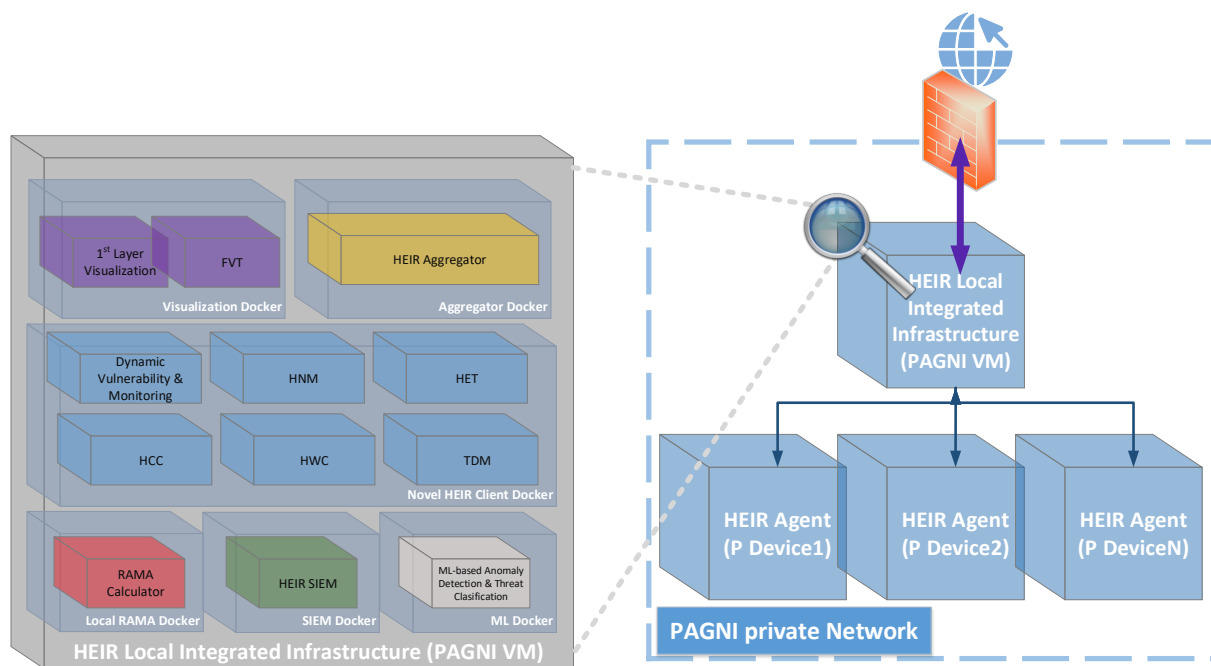 1st Layer
Visualization
FVT
Visualization Docker
HEIR Aggregator
Aggregator Docker
Dynamic
Vulnerability &
Monitoring
HNM
HET
HCC
HWC
TDM
Novel HEIR Client Docker
RAMA
Calculator
Local RAMA Docker
HEIR SIEM
SIEM Docker
ML-based Anomaly
Detection & Threat
Clasification
ML Docker
HEIR Local Integrated Infrastructure (PAGNI VM)
HEIR Local
Integrated
Infrastructure
(PAGNI VM)
HEIR Agent
(P Device1)
HEIR Agent
(P Device2)
HEIR Agent
(P DeviceN)
PAGNI private Network